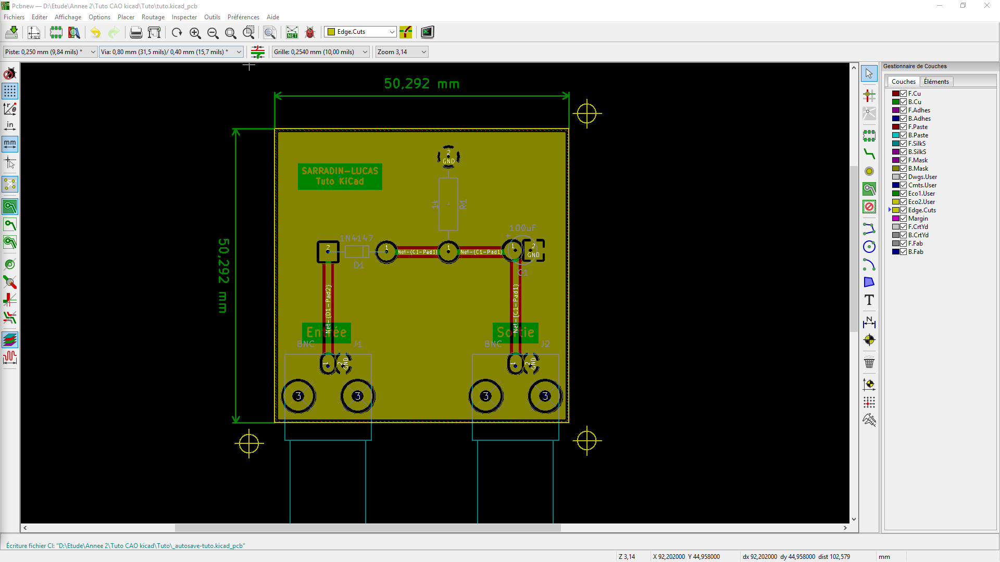 Pcbnew — D:\Etude\Annee 2\Tuto CAO kicad\Tuto\tuto.kicad_pcb
Fichiers Editer Affichage Options Placer Routage Inspecter Outils Préférences Aide
NET Edge.Cuts
Piste: 0,250 mm (9,84 mils) * Via: 0,80 mm (31,5 mils)/ 0,40 mm (15,7 mils) * Grille: 0,2540 mm (10,00 mils) Zoom 3,14
in
mm
Gestionnaire de Couches
Couches Éléments
F.Cu
B.Cu
F.Adhes
B.Adhes
F.Paste
B.Paste
F.SilkS
B.SilkS
F.Mask
B.Mask
Dwgs.User
Cmts.User
Eco1.User
Eco2.User
Edge.Cuts
Margin
F.CrtYd
B.CrtYd
F.Fab
B.Fab
50,292 mm
50,292 mm
2
GND
SARRADIN-LUCAS
Tuto KiCad
1k R1
100uF
1N4147
2 1 Net-(C1-Pad1) 1 Net-(C1-Pad1) 1 + 2
GND
D1 C1
Net-(D1-Pad2) Net-(C1-Pad1)
Entrée Sortie
BNC J1 BNC J2
1 2 GND 1 2 GND
3 3 3 3
T
N
Écriture fichier CI: "D:\Etude\Annee 2\Tuto CAO kicad\Tuto\_autosave-tuto.kicad_pcb"
Z 3,14 X 92,202000 Y 44,958000 dx 92,202000 dy 44,958000 dist 102,579 mm